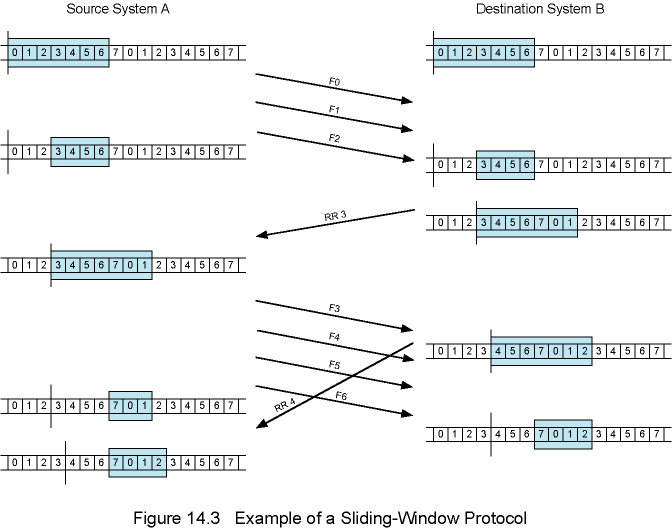 Source System A
Destination System B
0 1 2 3 4 5 6 7 0 1 2 3 4 5 6 7
0 1 2 3 4 5 6 7 0 1 2 3 4 5 6 7
F0
F1
F2
0 1 2 3 4 5 6 7 0 1 2 3 4 5 6 7
0 1 2 3 4 5 6 7 0 1 2 3 4 5 6 7
RR 3
0 1 2 3 4 5 6 7 0 1 2 3 4 5 6 7
0 1 2 3 4 5 6 7 0 1 2 3 4 5 6 7
F3
F4
F5
F6
RR 4
0 1 2 3 4 5 6 7 0 1 2 3 4 5 6 7
0 1 2 3 4 5 6 7 0 1 2 3 4 5 6 7
0 1 2 3 4 5 6 7 0 1 2 3 4 5 6 7
0 1 2 3 4 5 6 7 0 1 2 3 4 5 6 7
Figure 14.3 Example of a Sliding-Window Protocol